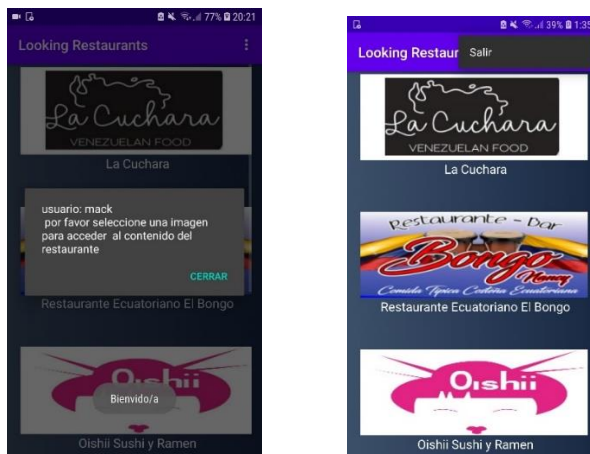 77% 20:21
Looking Restaurants
La Cuchara
VENEZUELAN FOOD
La Cuchara
usuario: mack
por favor seleccione una imagen
para acceder al contenido del
restaurante
CERRAR
Restaurante Ecuatoriano El Bongo
Oishii
Bienvido/a
Oishii Sushi y Ramen
39% 1:35
Looking Restaur
Salir
La Cuchara
VENEZUELAN FOOD
La Cuchara
Restaurante - Bar
Bongo
Nancy
Comida Típica Costeña Ecuatoriana
Restaurante Ecuatoriano El Bongo
Oishii
Oishii Sushi y Ramen